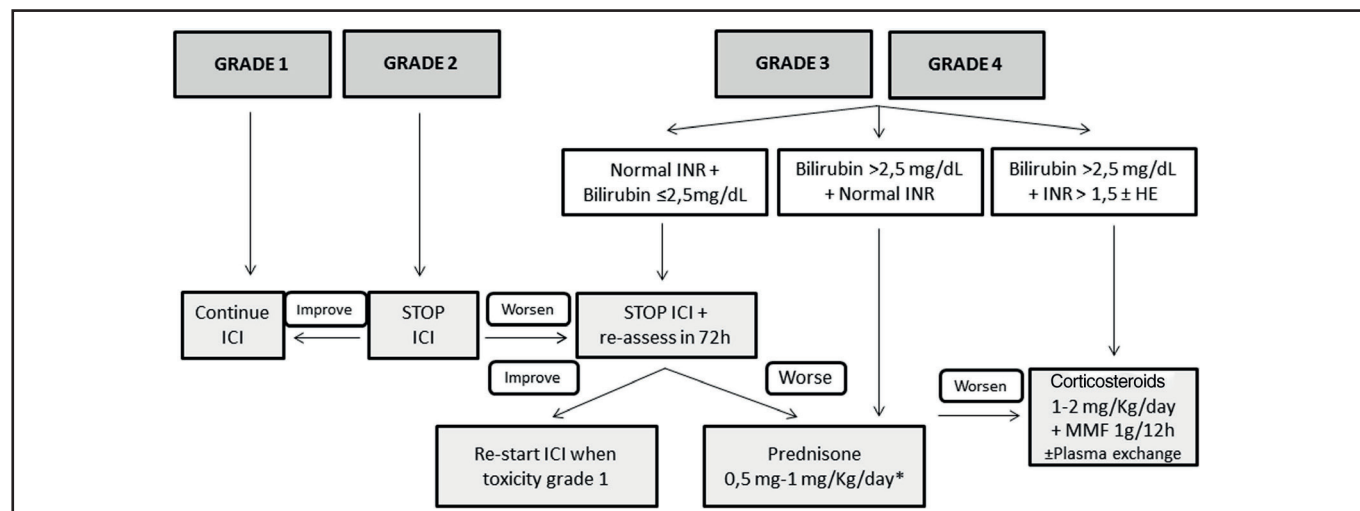 GRADE 1
GRADE 2
GRADE 3
GRADE 4
Normal INR +
Bilirubin ≤2,5mg/dL
Bilirubin >2,5 mg/dL
+ Normal INR
Bilirubin >2,5 mg/dL
+ INR > 1,5 ± HE
Continue
ICI
Improve
STOP
ICI
Worsen
STOP ICI +
re-assess in 72h
Improve
Worse
Worsen
Corticosteroids
1-2 mg/Kg/day
+ MMF 1g/12h
±Plasma exchange
Re-start ICI when
toxicity grade 1
Prednisone
0,5 mg-1 mg/Kg/day*